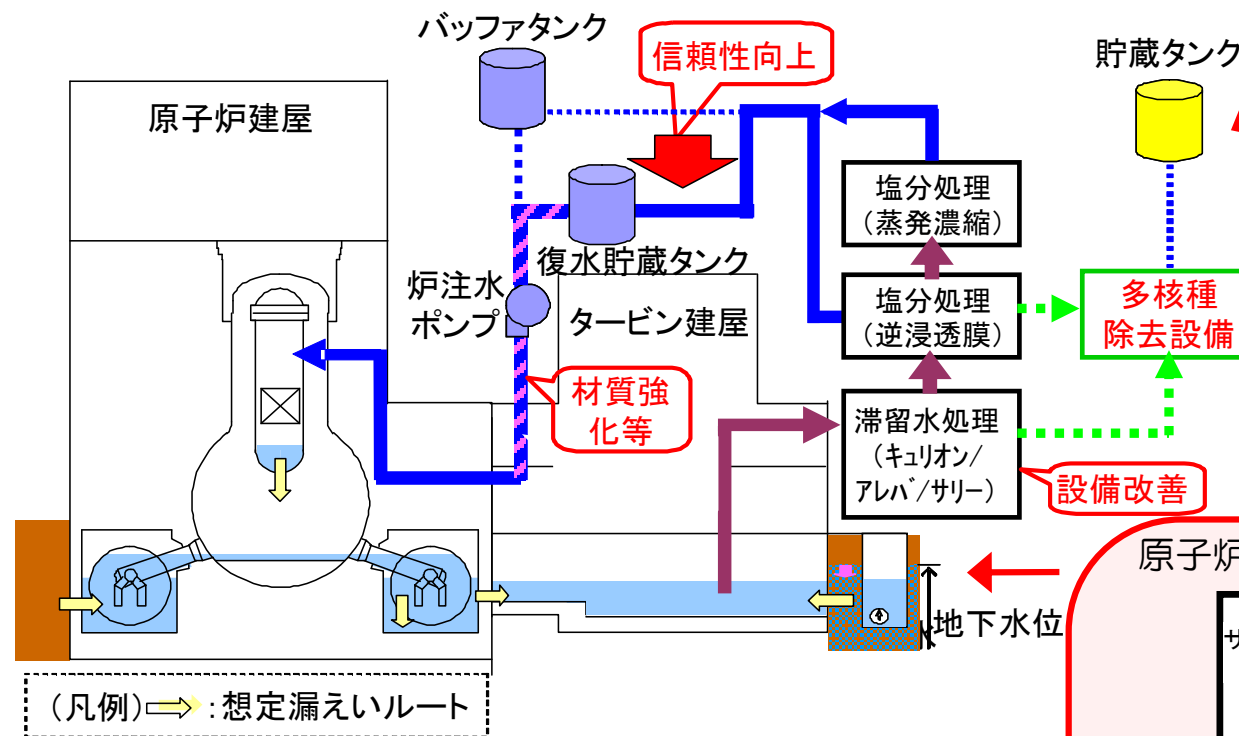 バッファタンク
信頼性向上
貯蔵タンク
原子炉建屋
塩分処理
(蒸発濃縮)
復水貯蔵タンク
炉注水
ポンプ
タービン建屋
塩分処理
(逆浸透膜)
多核種
除去設備
材質強
化等
滞留水処理
(キュリオン/
アレバ/サリー)
設備改善
原子炉
地下水位
サ
(凡例)⇒:想定漏えいルート